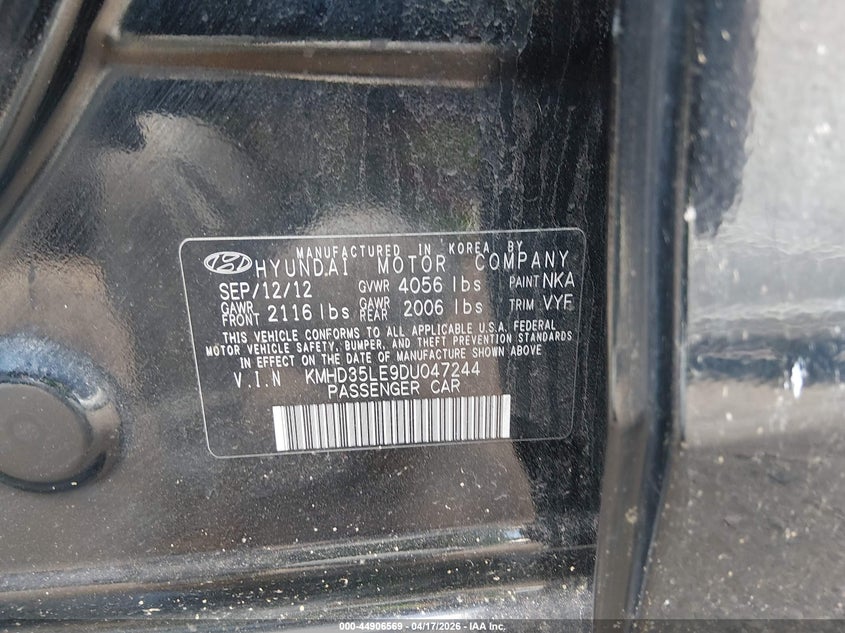 MANUFACTURED IN KOREA BY
HYUNDAI MOTOR COMPANY
SEP/12/12 GVWR 4056 lbs PAINT NKA
GAWR FRONT 2116 lbs GAWR REAR 2006 lbs TRIM VYF
THIS VEHICLE CONFORMS TO ALL APPLICABLE U.S.A. FEDERAL
MOTOR VEHICLE SAFETY, BUMPER, AND THEFT PREVENTION STANDARDS
IN EFFECT ON THE DATE OF MANUFACTURE SHOWN ABOVE
V.I.N KMHD35LE9DU047244
PASSENGER CAR
000-44906569 - 04/17/2026 - IAA Inc.